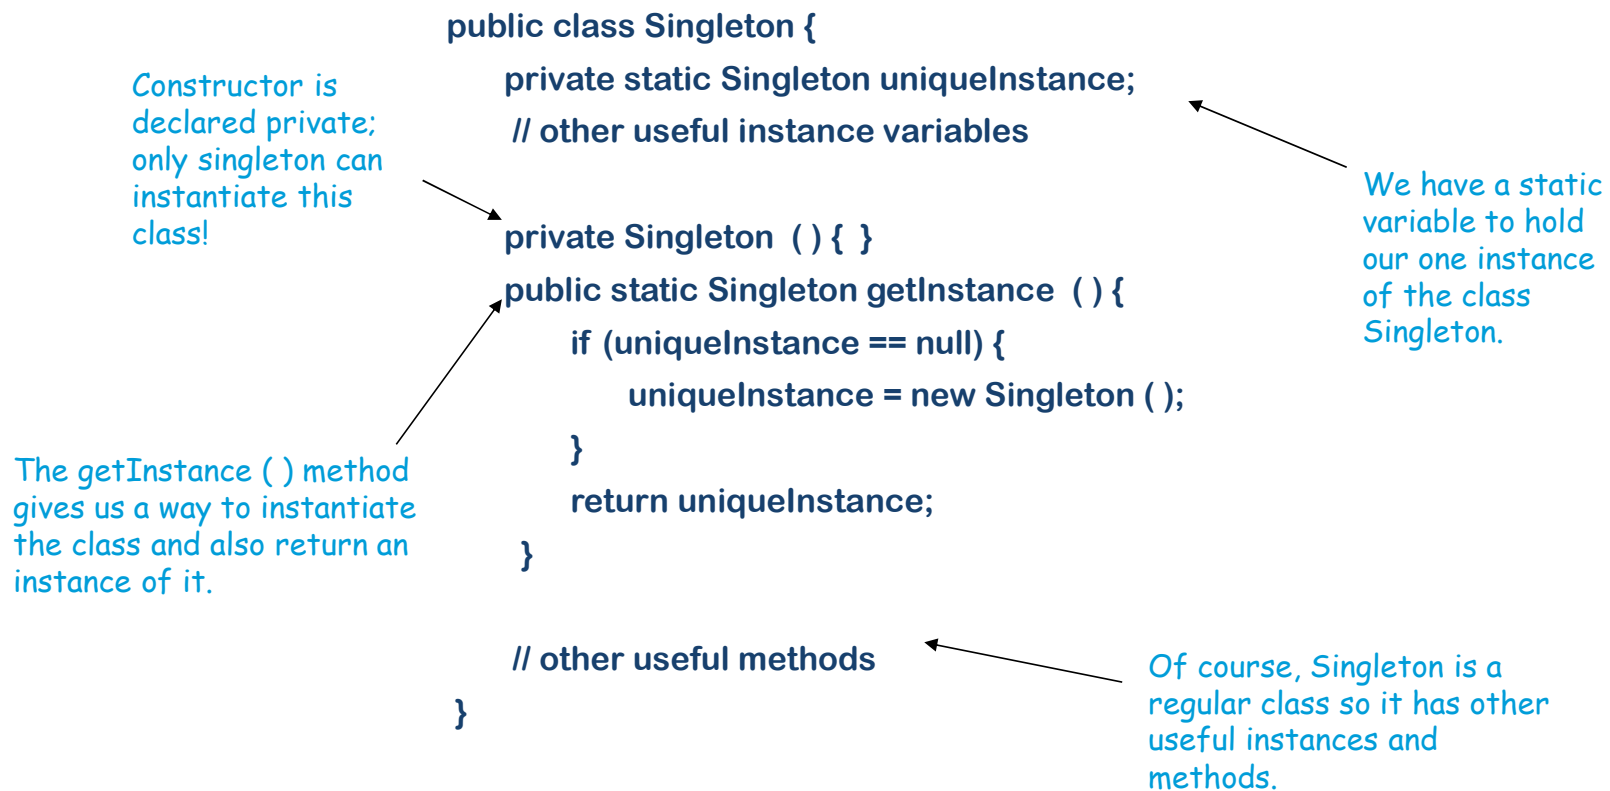 public class Singleton {
private static Singleton uniqueInstance;
// other useful instance variables
private Singleton ( ) { }
public static Singleton getInstance ( ) {
if (uniqueInstance == null) {
uniqueInstance = new Singleton ( );
}
return uniqueInstance;
}
// other useful methods
}
Constructor is
declared private;
only singleton can
instantiate this
class!
We have a static
variable to hold
our one instance
of the class
Singleton.
The getInstance ( ) method
gives us a way to instantiate
the class and also return an
instance of it.
Of course, Singleton is a
regular class so it has other
useful instances and
methods.